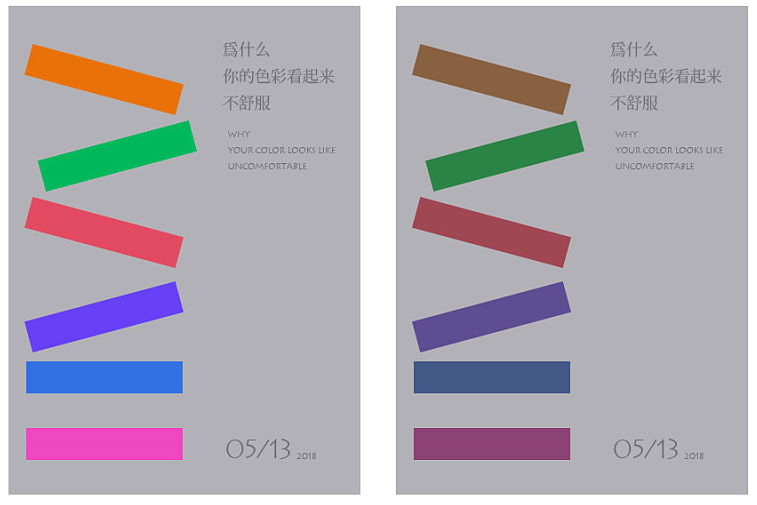 爲什么
你的色彩看起来
不舒服
WHY
YOUR COLOR LOOKS LIKE
UNCOMFORTABLE
05/13 2018
爲什么
你的色彩看起来
不舒服
WHY
YOUR COLOR LOOKS LIKE
UNCOMFORTABLE
05/13 2018